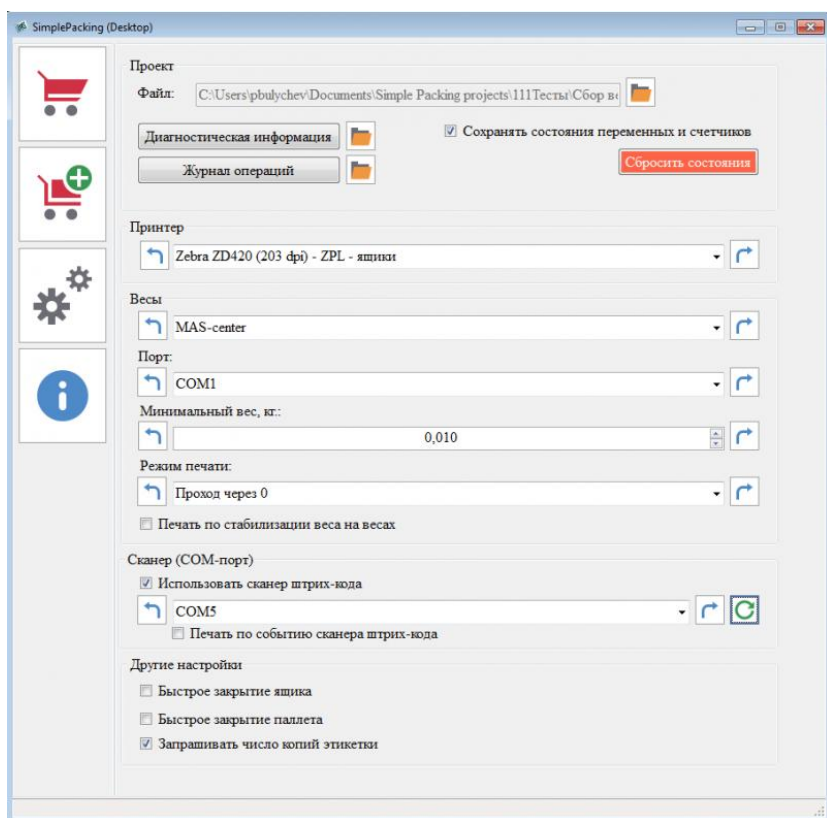 SimplePacking (Desktop)
Проект
Файл: C:\Users\pbulychev\Documents\Simple Packing projects\111Тесты\Сбор ве
Диагностическая информация
Сохранять состояния переменных и счетчиков
Журнал операций
Сбросить состояния
Принтер
Zebra ZD420 (203 dpi) - ZPL - ящики
Весы
MAS-center
Порт:
COM1
Минимальный вес, кг.:
0,010
Режим печати:
Проход через 0
Печать по стабилизации веса на весах
Сканер (COM-порт)
Использовать сканер штрих-кода
COM5
Печать по событию сканера штрих-кода
Другие настройки
Быстрое закрытие ящика
Быстрое закрытие паллета
Запрашивать число копий этикетки